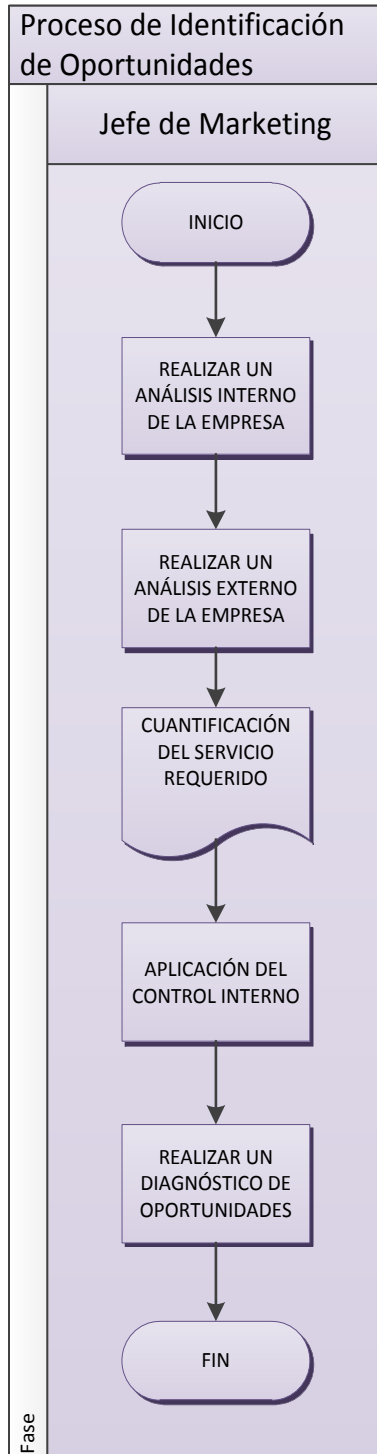 Proceso de Identificación
de Oportunidades
Jefe de Marketing
INICIO
REALIZAR UN
ANÁLISIS INTERNO
DE LA EMPRESA
REALIZAR UN
ANÁLISIS EXTERNO
DE LA EMPRESA
CUANTIFICACIÓN
DEL SERVICIO
REQUERIDO
APLICACIÓN DEL
CONTROL INTERNO
REALIZAR UN
DIAGNÓSTICO DE
OPORTUNIDADES
FIN
Fase